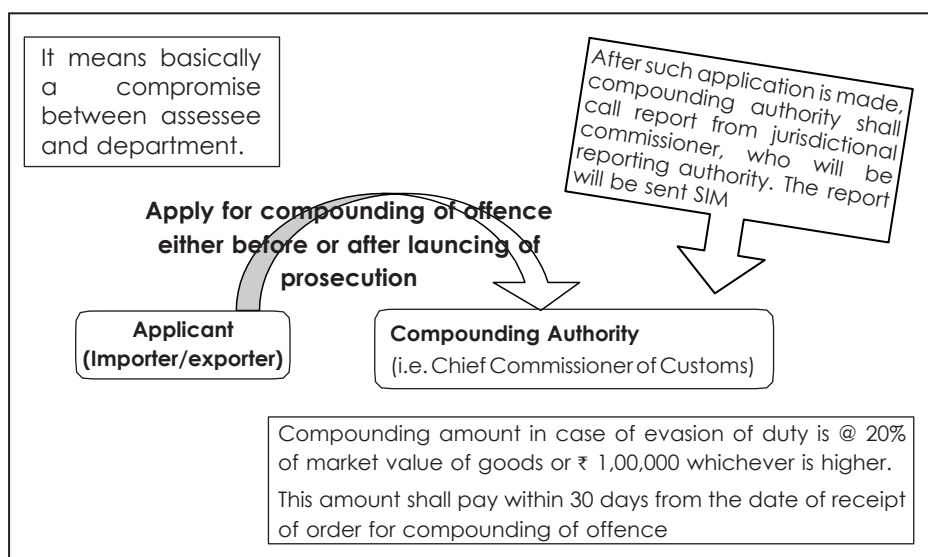 It means basically
a compromise
between assessee
and department.
After such application is made,
compounding authority shall
call report from jurisdictional
commissioner, who will be
reporting authority. The report
will be sent SIM
Apply for compounding of offence
either before or after launcing of
prosecution
Applicant
(Importer/exporter)
Compounding Authority
(i.e. Chief Commissioner of Customs)
Compounding amount in case of evasion of duty is @ 20%
of market value of goods or ₹ 1,00,000 whichever is higher.
This amount shall pay within 30 days from the date of receipt
of order for compounding of offence